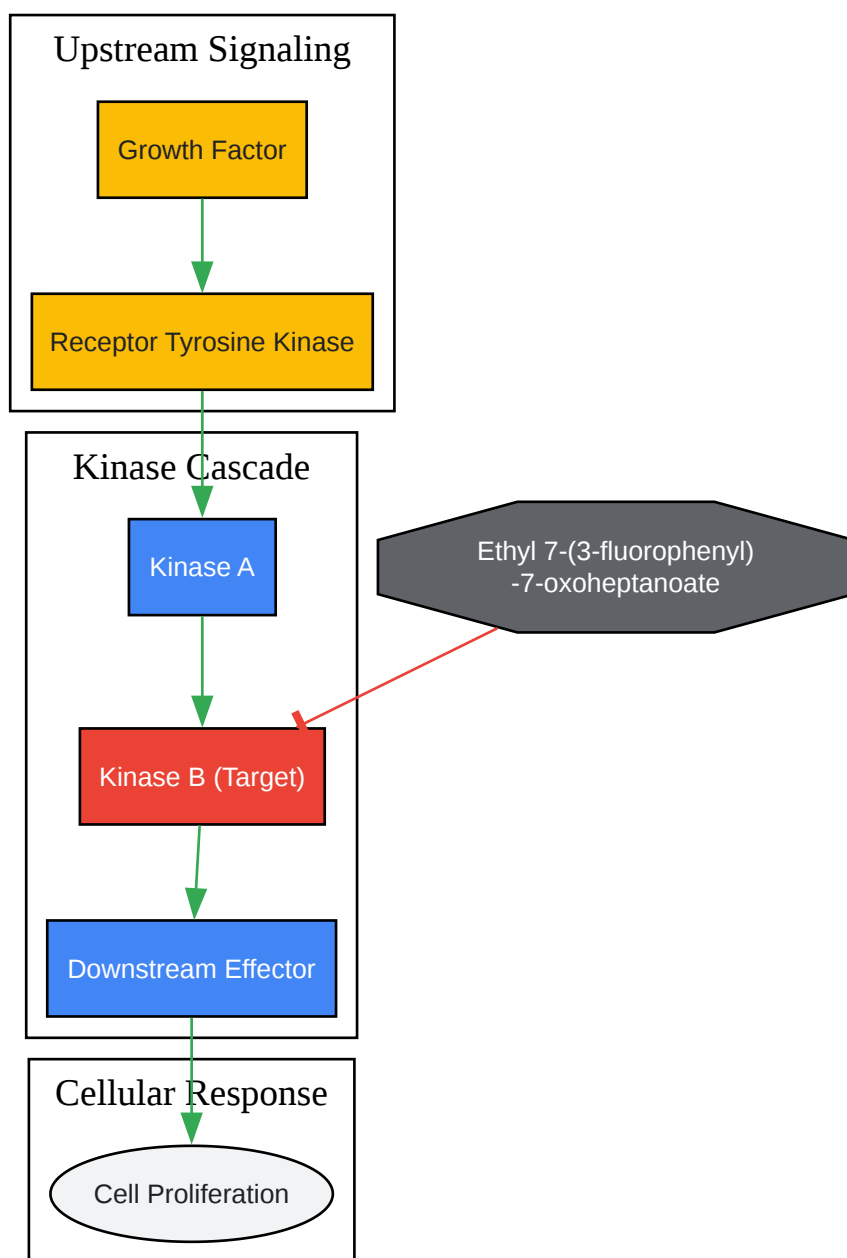 Upstream Signaling
Growth Factor
Receptor Tyrosine Kinase
Kinase Cascade
Kinase A
Ethyl 7-(3-fluorophenyl)
-7-oxoheptanoate
Kinase B (Target)
Downstream Effector
Cellular Response
Cell Proliferation